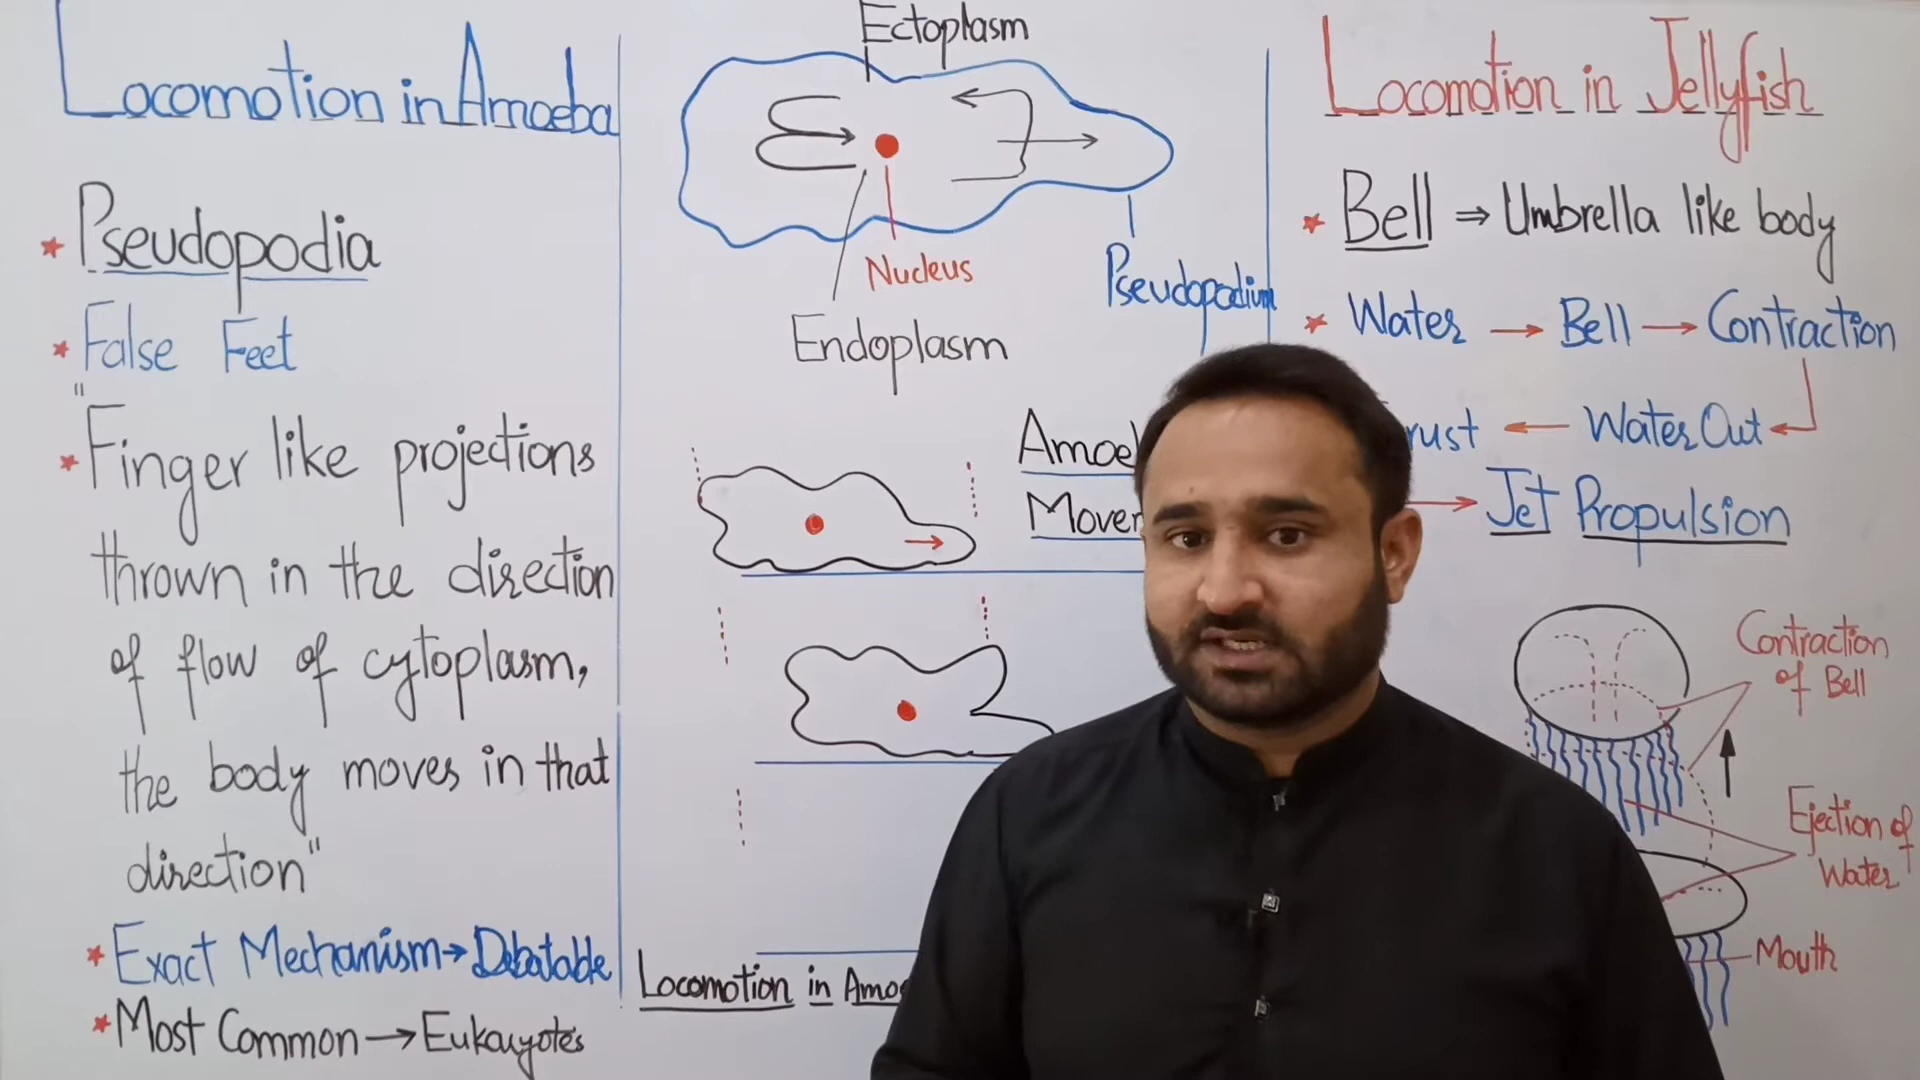 Locomotion in Amoeba
* Pseudopodia
* False Feet
* "Finger like projections
thrown in the direction
of flow of cytoplasm,
the body moves in that
direction"
* Exact Mechanism → Debatable
* Most Common → Eukayotes
Ectoplasm
Nucleus
Pseudopodium
Endoplasm
Locomotion in
Locomotion in Jellyfish
* Bell ⇒ Umbrella like body
* Water → Bell → Contraction
← Water Out
→ Jet Propulsion
Contraction
of Bell
Ejection of
Water
Mouth